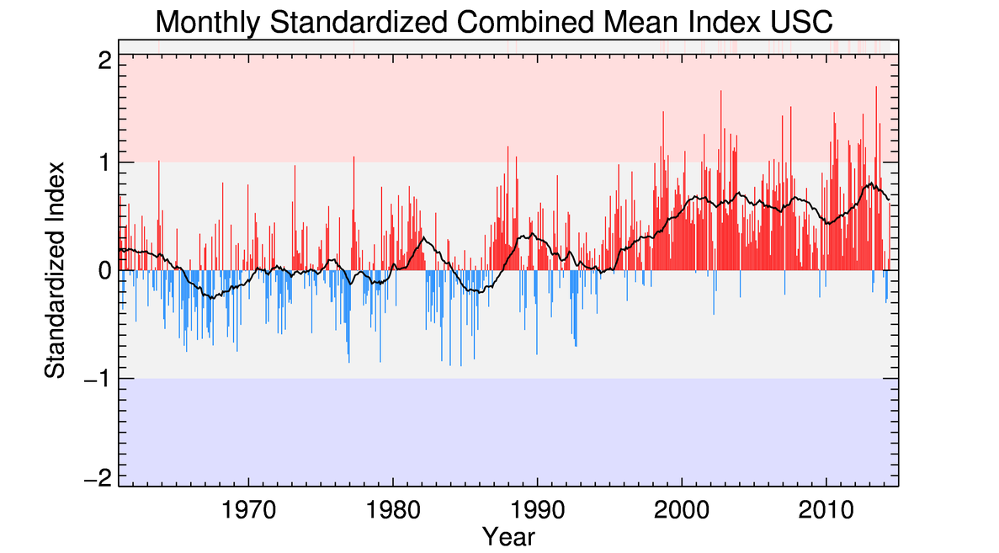 Monthly Standardized Combined Mean Index USC
2
1
0
−1
−2
Standardized Index
1970 1980 1990 2000 2010
Year